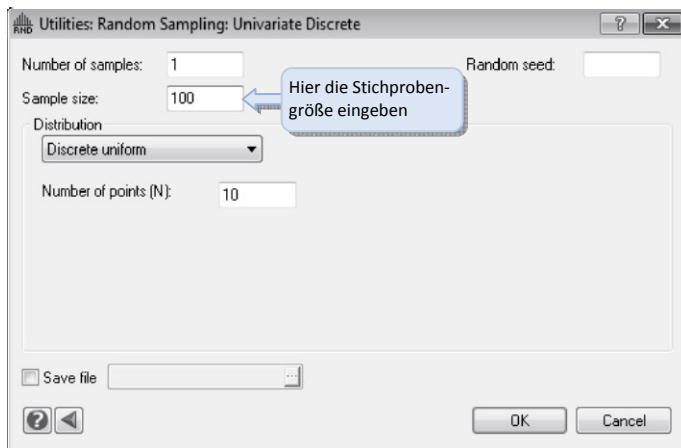 RND Utilities: Random Sampling: Univariate Discrete
Number of samples: 1 Random seed:
Sample size: 100
Hier die Stichproben-
größe eingeben
Distribution
Discrete uniform
Number of points (N): 10
Save file ...
OK Cancel